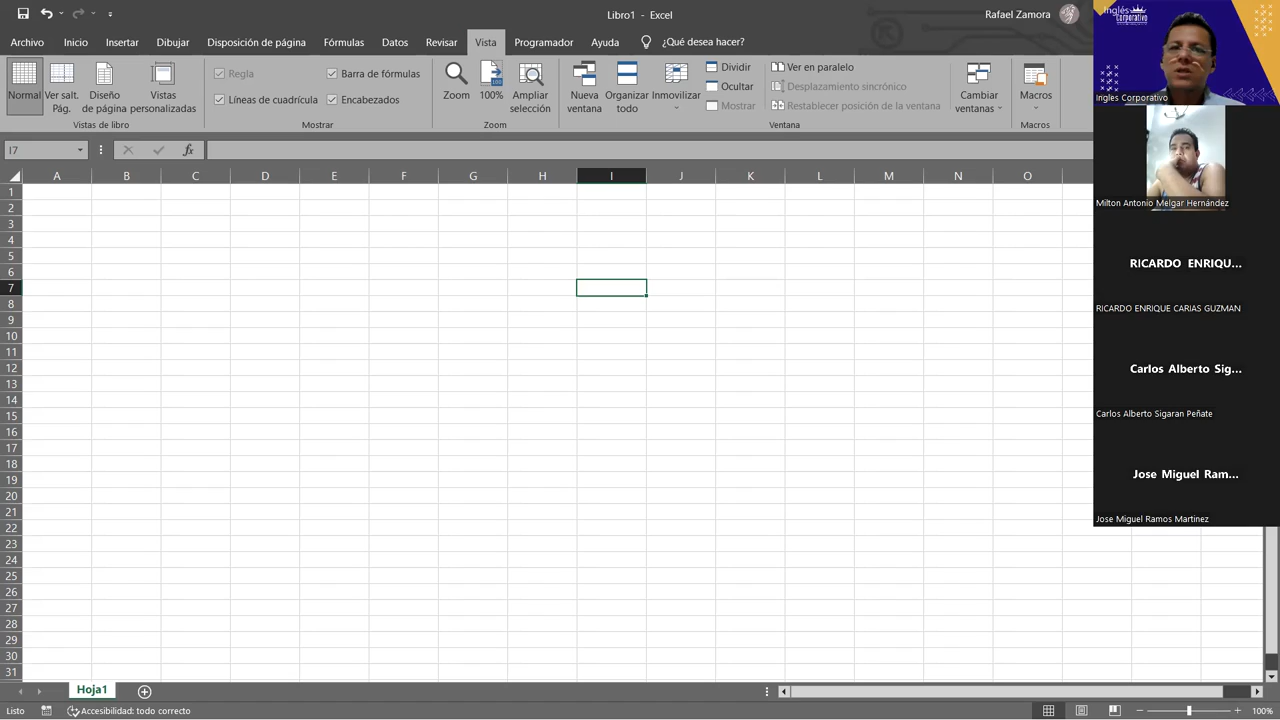 Libro1 - Excel
Rafael Zamora
Archivo Inicio Insertar Dibujar Disposición de página Fórmulas Datos Revisar Vista Programador Ayuda ¿Qué desea hacer?
Normal
Ver salt. Pág.
Diseño de página
Vistas personalizadas
Vistas de libro
Regla
Barra de fórmulas
Líneas de cuadrícula
Encabezados
Mostrar
Zoom
100%
Ampliar selección
Zoom
Nueva ventana
Organizar todo
Inmovilizar
Dividir
Ocultar
Mostrar
Ver en paralelo
Desplazamiento sincrónico
Restablecer posición de la ventana
Cambiar ventanas
Ventana
Macros
Macros
I7
fx
A B C D E F G H I J K L M N O
1
2
3
4
5
6
7
8
9
10
11
12
13
14
15
16
17
18
19
20
21
22
23
24
25
26
27
28
29
30
31
Inglés Corporativo
Ingles Corporativo
Milton Antonio Melgar Hernández
RICARDO ENRIQU...
RICARDO ENRIQUE CARIAS GUZMAN
Carlos Alberto Sig...
Carlos Alberto Sigaran Peñate
Jose Miguel Ram...
Jose Miguel Ramos Martinez
Hoja1
Listo
Accesibilidad: todo correcto
100%